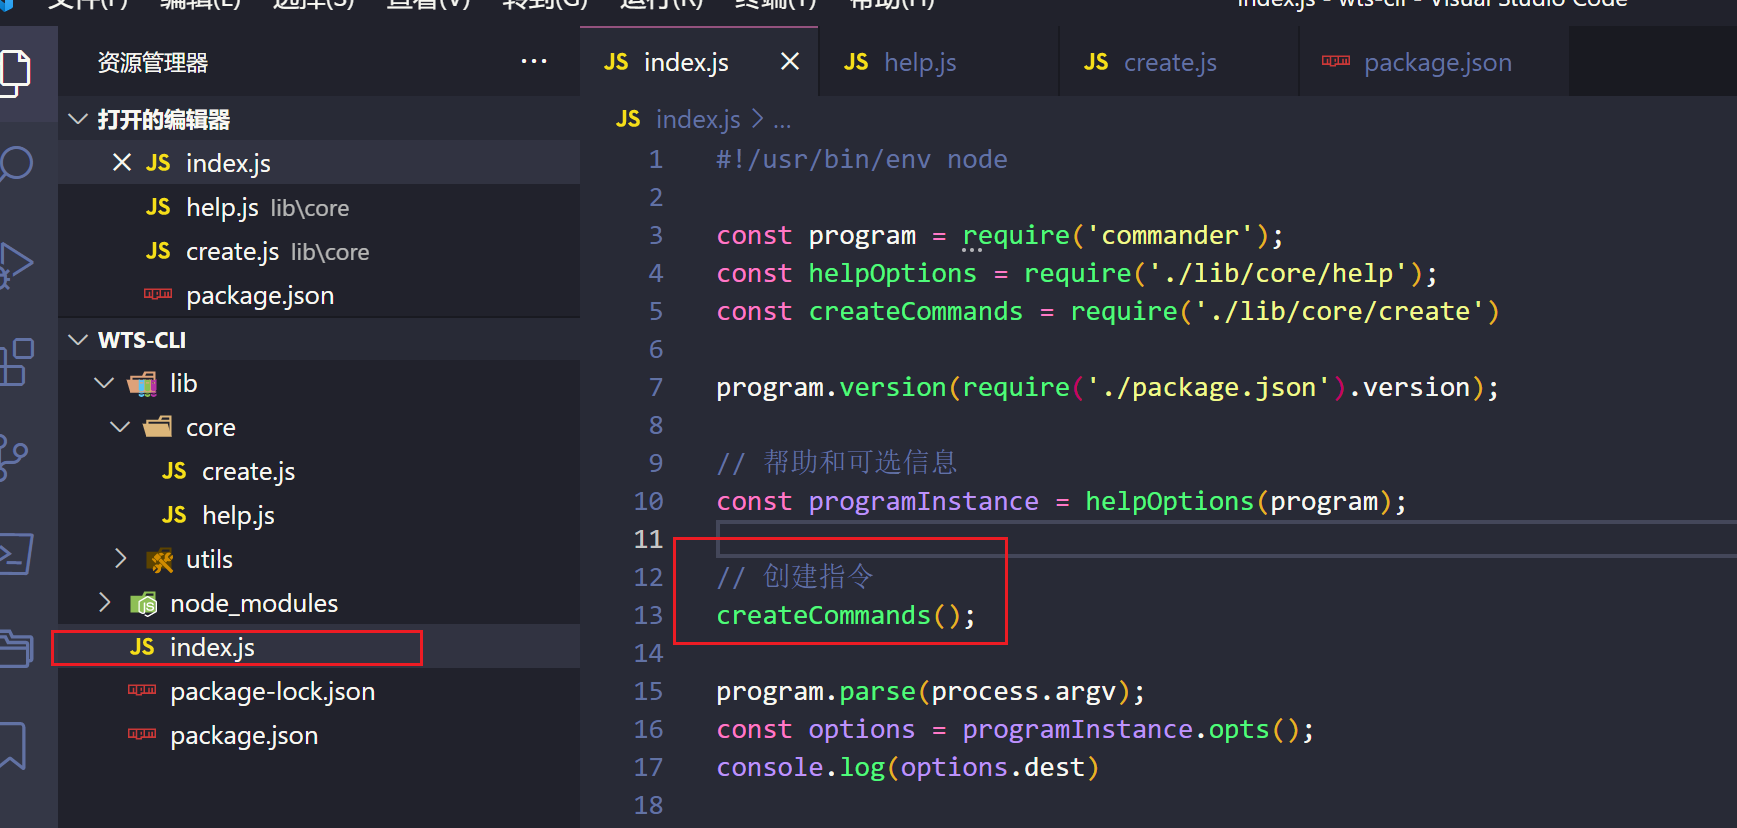 文件(F) 编辑(E) 选择(S) 查看(V) 转到(G) 运行(R) 终端(T) 帮助(H) index.js - wts-cli - Visual Studio Code
资源管理器 ...
打开的编辑器
JS index.js
JS help.js lib\core
JS create.js lib\core
package.json
WTS-CLI
lib
core
JS create.js
JS help.js
utils
node_modules
JS index.js
package-lock.json
package.json
JS index.js
JS help.js
JS create.js
package.json
JS index.js > ...
1 #!/usr/bin/env node
2
3 const program = require('commander');
4 const helpOptions = require('./lib/core/help');
5 const createCommands = require('./lib/core/create')
6
7 program.version(require('./package.json').version);
8
9 // 帮助和可选信息
10 const programInstance = helpOptions(program);
11
12 // 创建指令
13 createCommands();
14
15 program.parse(process.argv);
16 const options = programInstance.opts();
17 console.log(options.dest)
18